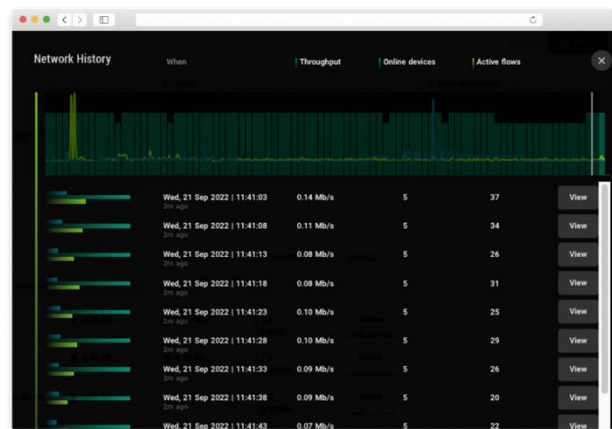 Network History When Throughput Online devices Active flows
Wed, 21 Sep 2022 | 11:41:03 0.14 Mb/s 5 37 View
2m ago
Wed, 21 Sep 2022 | 11:41:08 0.11 Mb/s 5 34 View
2m ago
Wed, 21 Sep 2022 | 11:41:13 0.08 Mb/s 5 26 View
2m ago
Wed, 21 Sep 2022 | 11:41:18 0.08 Mb/s 5 31 View
2m ago
Wed, 21 Sep 2022 | 11:41:23 0.10 Mb/s 5 25 View
2m ago
Wed, 21 Sep 2022 | 11:41:28 0.10 Mb/s 5 29 View
2m ago
Wed, 21 Sep 2022 | 11:41:33 0.09 Mb/s 5 26 View
2m ago
Wed, 21 Sep 2022 | 11:41:38 0.09 Mb/s 5 20 View
2m ago
Wed, 21 Sep 2022 | 11:41:43 0.07 Mb/s 5 22 View